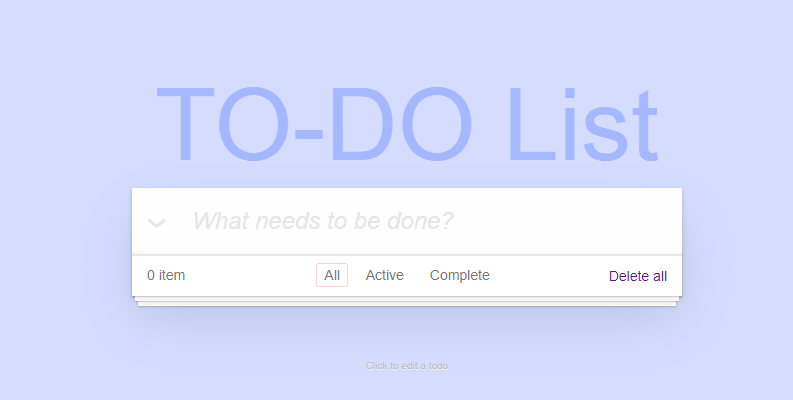 TO-DO List
What needs to be done?
0 item All Active Complete Delete all
Click to edit a todo